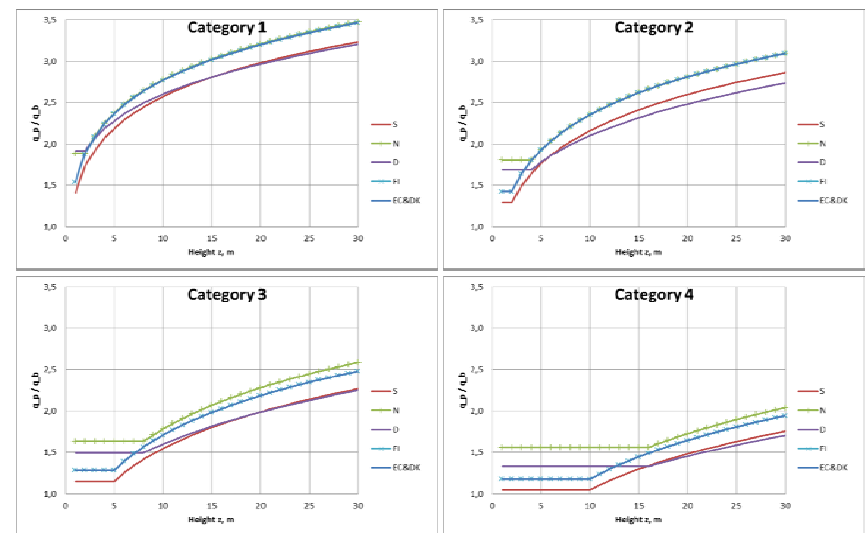 Category 1
3,5
3,0
2,5
2,0
1,5
1,0
q_p / q_b
0 5 10 15 20 25 30
Height z, m
S
N
D
FI
EC&DK
Category 2
3,5
3,0
2,5
2,0
1,5
1,0
q_p / q_b
0 5 10 15 20 25 30
Height z, m
S
N
D
FI
EC&DK
Category 3
3,5
3,0
2,5
2,0
1,5
1,0
q_p / q_b
0 5 10 15 20 25 30
Height z, m
S
N
D
FI
EC&DK
Category 4
3,5
3,0
2,5
2,0
1,5
1,0
q_p / q_b
0 5 10 15 20 25 30
Height z, m
S
N
D
FI
EC&DK